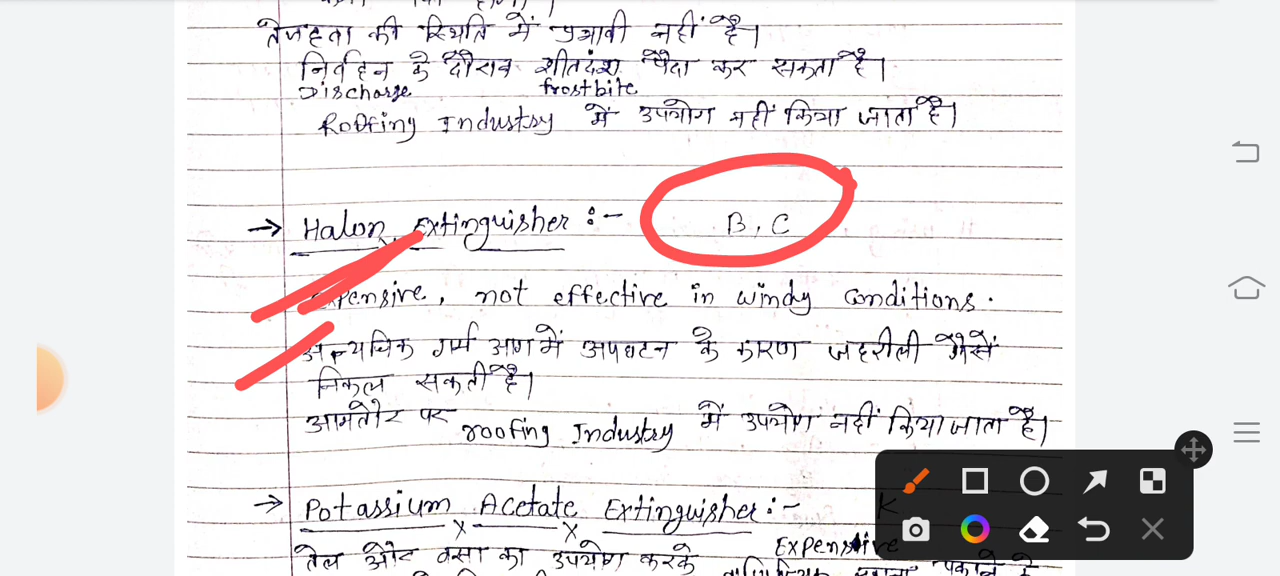 तेजहता की स्थिति में प्रभावी नहीं है।
निर्वहन के दौरान शीतदंश पैदा कर सकता है।
Discharge frostbite
Roofing Industry में उपयोग नहीं किया जाता है।
→ Halon Extinguisher :- B, C
Expensive, not effective in windy conditions.
अत्यधिक गर्म आग में अपघटन के कारण जहरीली गैसें
निकल सकती है।
आमतौर पर roofing Industry में उपयोग नहीं किया जाता है।
→ Potassium Acetate Extinguisher :- K
Expensive
तेल और वसा का उपयोग करके